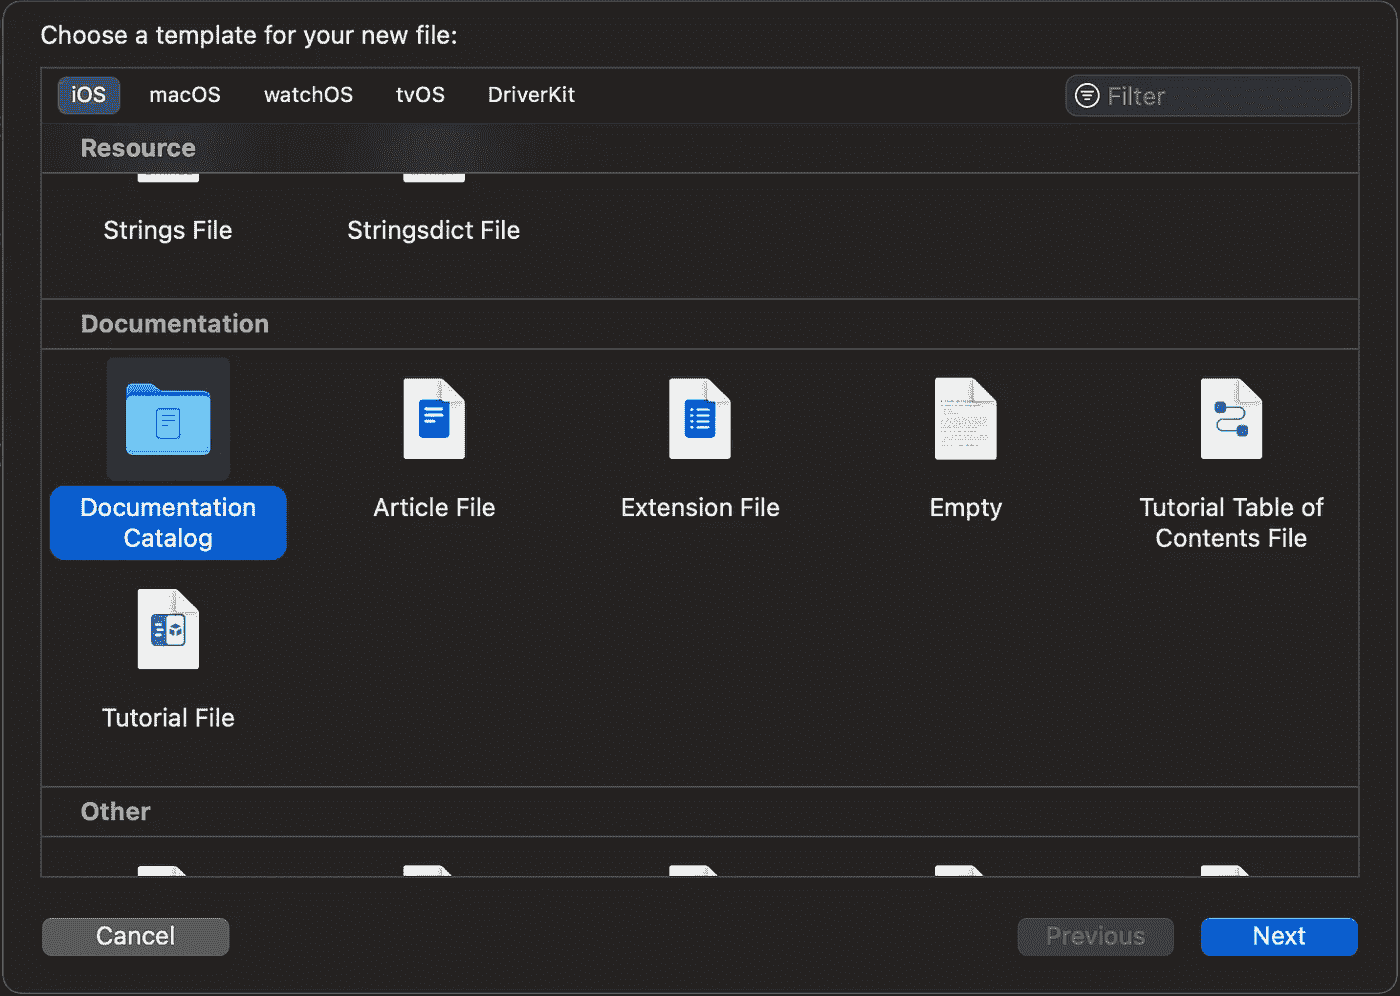 Choose a template for your new file:
iOS macOS watchOS tvOS DriverKit Filter
Resource
Strings File Stringsdict File
Documentation
Documentation Catalog
Article File
Extension File
Empty
Tutorial Table of
Contents File
Tutorial File
Other
Cancel Previous Next